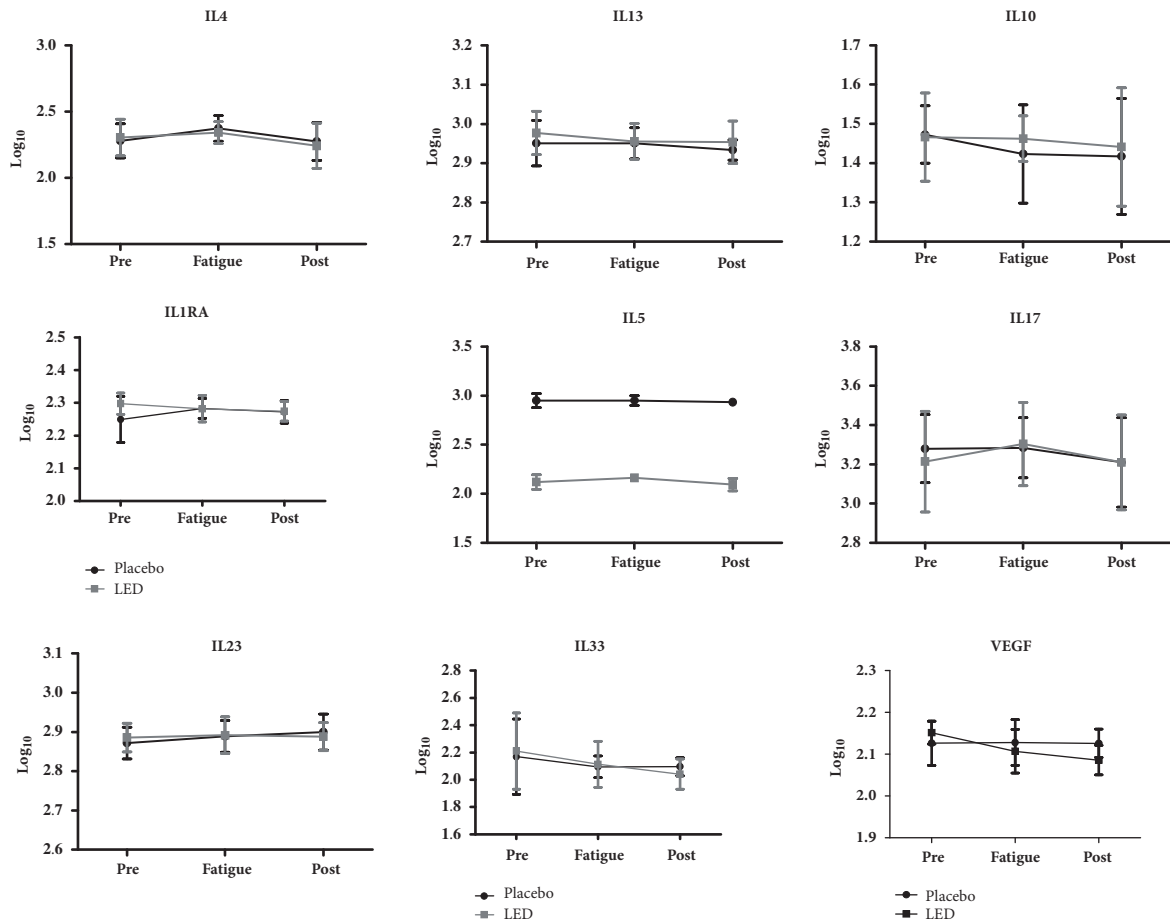 IL4
3.0
2.5
2.0
1.5
Log10
Pre
Fatigue
Post
IL13
3.2
3.1
3.0
2.9
2.8
2.7
Log10
Pre
Fatigue
Post
IL10
1.7
1.6
1.5
1.4
1.3
1.2
Log10
Pre
Fatigue
Post
IL1RA
2.5
2.4
2.3
2.2
2.1
2.0
Log10
Pre
Fatigue
Post
Placebo
LED
IL5
3.5
3.0
2.5
2.0
1.5
Log10
Pre
Fatigue
Post
IL17
3.8
3.6
3.4
3.2
3.0
2.8
Log10
Pre
Fatigue
Post
IL23
3.1
3.0
2.9
2.8
2.7
2.6
Log10
Pre
Fatigue
Post
IL33
2.8
2.6
2.4
2.2
2.0
1.8
1.6
Log10
Pre
Fatigue
Post
Placebo
LED
VEGF
2.3
2.2
2.1
2.0
1.9
Log10
Pre
Fatigue
Post
Placebo
LED